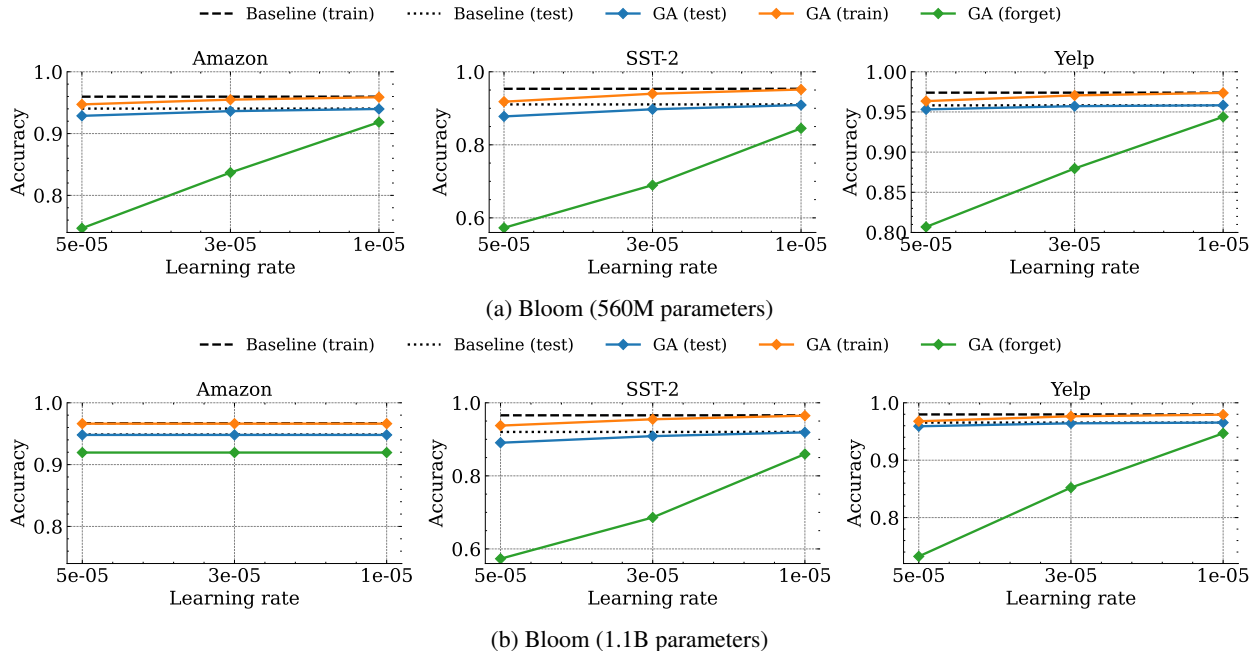 Baseline (train) Baseline (test) GA (test) GA (train) GA (forget)
Amazon SST-2 Yelp
1.0 1.0 1.00
0.9 0.9 0.95
0.8 0.8 0.90
0.6 0.85
0.80
Accuracy Accuracy Accuracy
5e-05 3e-05 1e-05 5e-05 3e-05 1e-05 5e-05 3e-05 1e-05
Learning rate Learning rate Learning rate
(a) Bloom (560M parameters)
Baseline (train) Baseline (test) GA (test) GA (train) GA (forget)
Amazon SST-2 Yelp
1.0 1.0 1.0
0.9 0.8 0.9
0.8 0.6 0.8
Accuracy Accuracy Accuracy
5e-05 3e-05 1e-05 5e-05 3e-05 1e-05 5e-05 3e-05 1e-05
Learning rate Learning rate Learning rate
(b) Bloom (1.1B parameters)